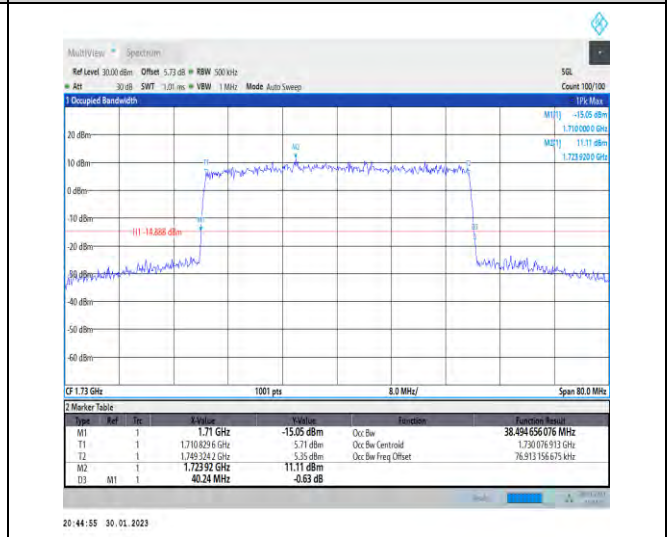 MultiView Spectrum
Ref Level 30.00 dBm Offset 5.73 dB RBW 500 kHz SGL
Att 30 dB SWT 1.01 ms VBW 1 MHz Mode Auto Sweep Count 100/100
1 Occupied Bandwidth 1Pk Max
M1[1] -15.05 dBm
1.710 000 0 GHz
M2[1] 11.11 dBm
1.723 920 0 GHz
20 dBm
M2
T1
10 dBm
0 dBm
-10 dBm
M1
H1 -14.888 dBm
D3
-20 dBm
-30 dBm
-40 dBm
-50 dBm
-60 dBm
CF 1.73 GHz 1001 pts 8.0 MHz/ Span 80.0 MHz
2 Marker Table
Type Ref Trc X-Value Y-Value Function Function Result
M1 1 1.71 GHz -15.05 dBm Occ Bw 38.494 656 076 MHz
T1 1 1.710 829 6 GHz 5.71 dBm Occ Bw Centroid 1.730 076 913 GHz
T2 1 1.749 324 2 GHz 5.35 dBm Occ Bw Freq Offset 76.913 156 675 kHz
M2 1 1.723 92 GHz 11.11 dBm
D3 M1 1 40.24 MHz -0.63 dB
20:44:55 30.01.2023